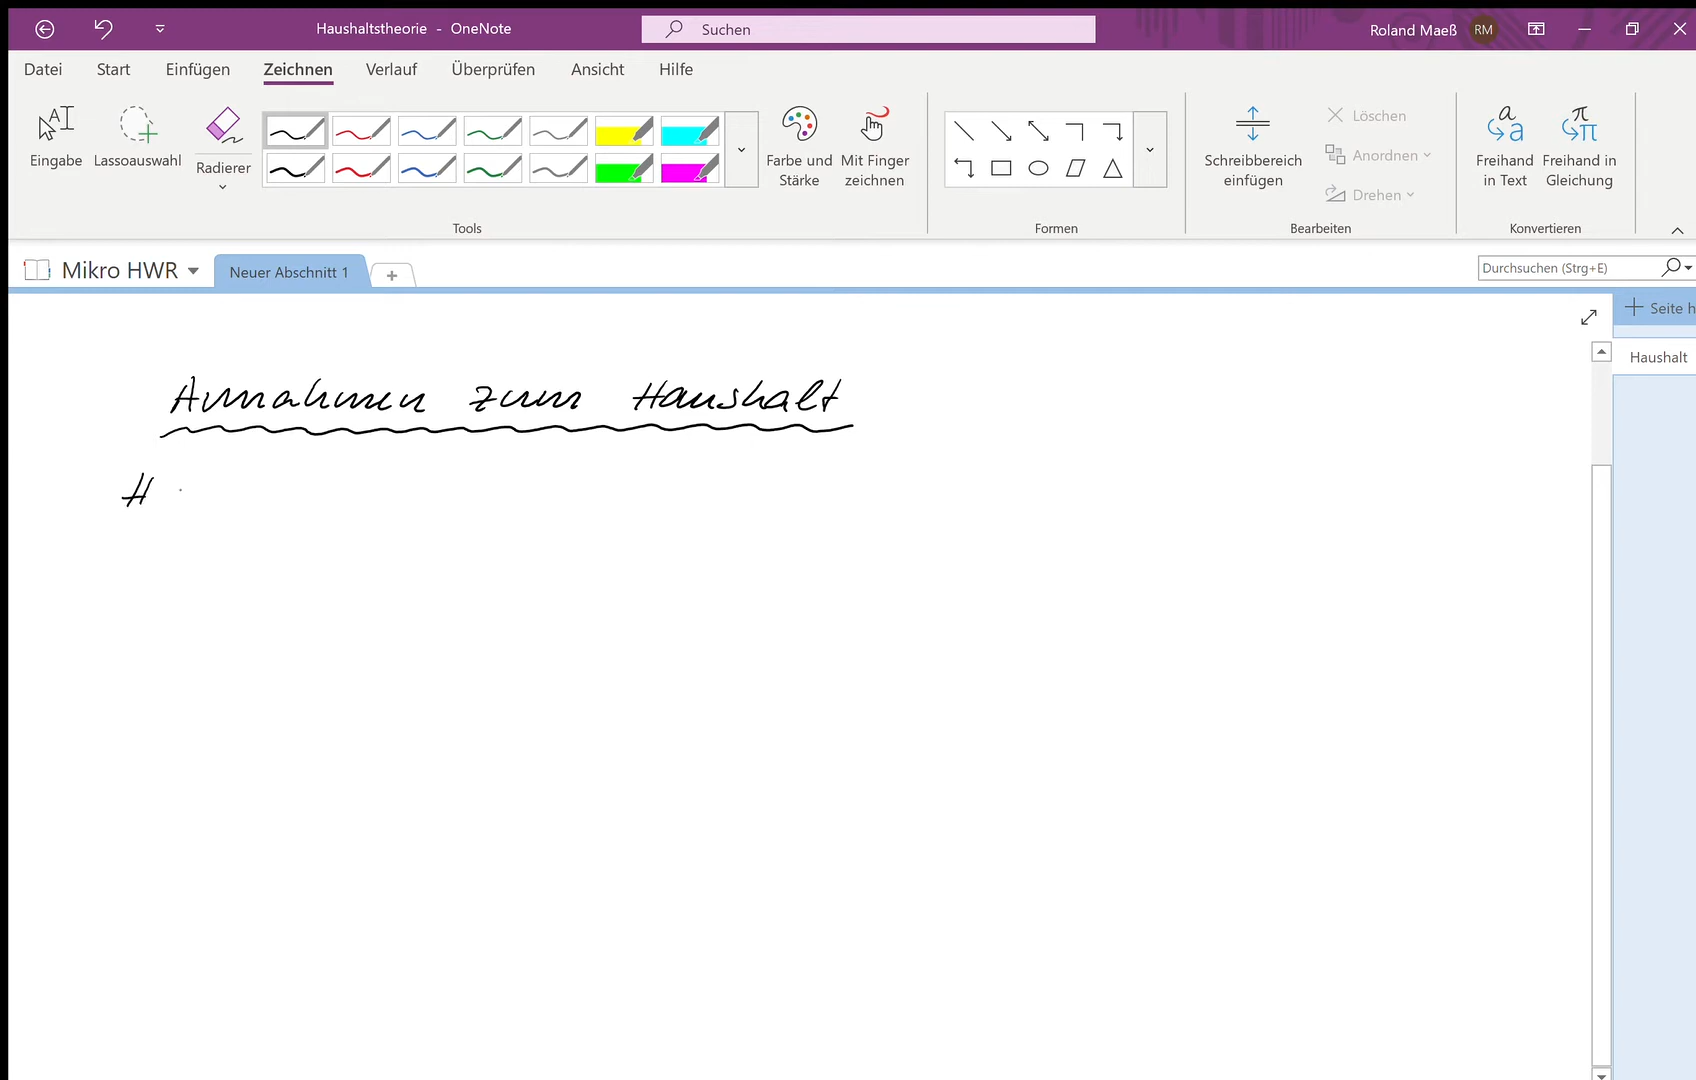 Haushaltstheorie - OneNote
Suchen
Roland Maeß RM
Datei Start Einfügen Zeichnen Verlauf Überprüfen Ansicht Hilfe
Eingabe
Lassoauswahl
Radierer
Farbe und Stärke
Mit Finger zeichnen
Schreibbereich einfügen
Löschen
Anordnen
Drehen
Freihand in Text
Freihand in Gleichung
Tools
Formen
Bearbeiten
Konvertieren
Mikro HWR
Neuer Abschnitt 1
Durchsuchen (Strg+E)
Seite h
Haushalt
Annahmen zum Haushalt
H